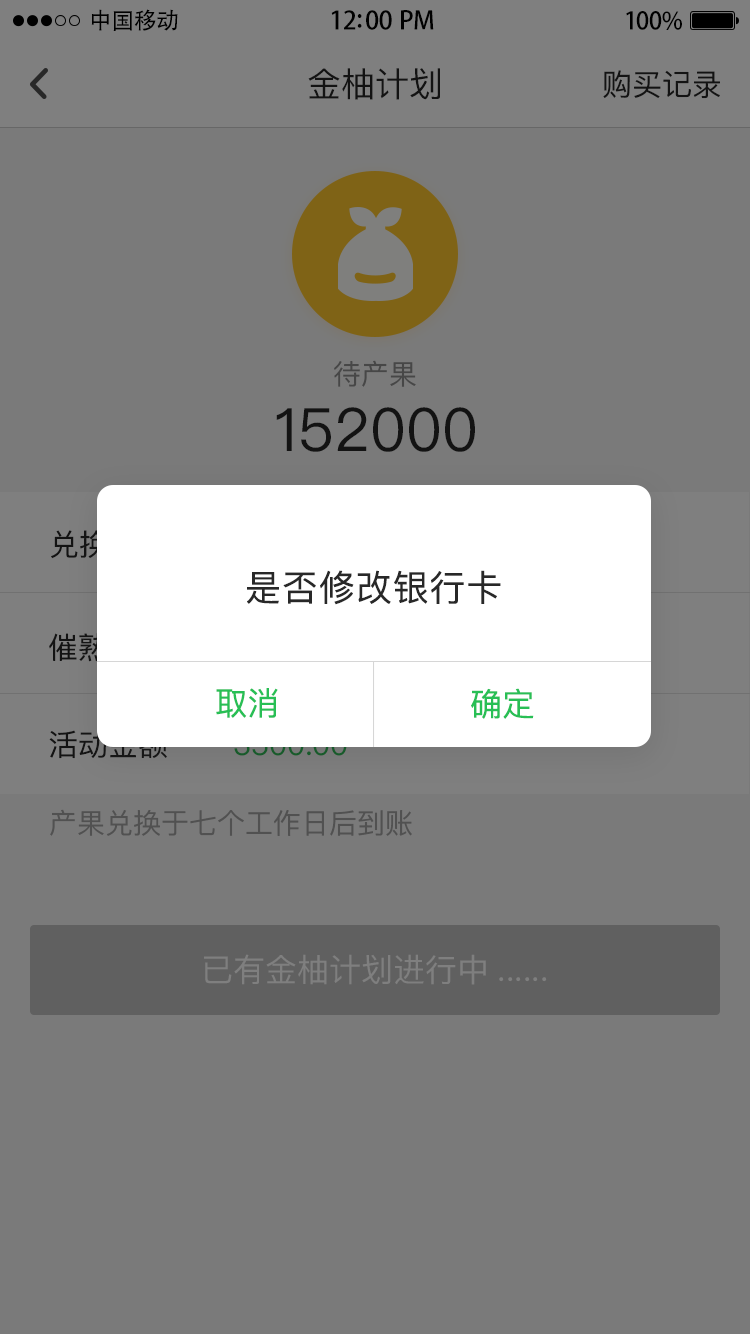 中国移动 12:00 PM 100%
金柚计划 购买记录
待产果
152000
兑换
是否修改银行卡
催熟
取消 确定
活动金额
产果兑换于七个工作日后到账
已有金柚计划进行中 ......